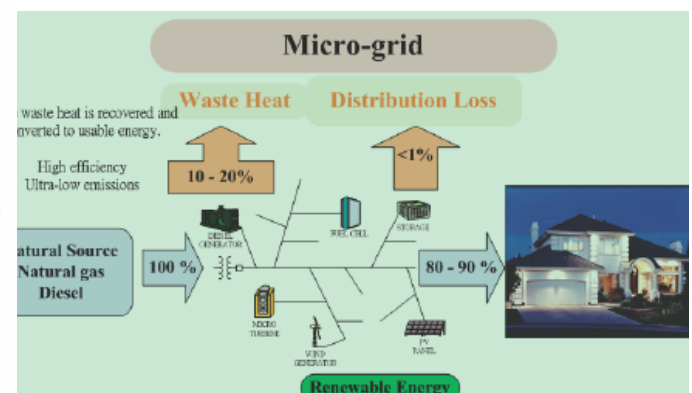 Micro-grid
Waste Heat
Distribution Loss
waste heat is recovered and
nverted to usable energy.
High efficiency
Ultra-low emissions
10 - 20%
<1%
DIESEL
GENERATOR
FUEL CELL
STORAGE
atural Source
Natural gas
Diesel
100 %
80 - 90 %
MICRO
TURBINE
WIND
GENERATOR
PV
PANEL
Renewable Energy